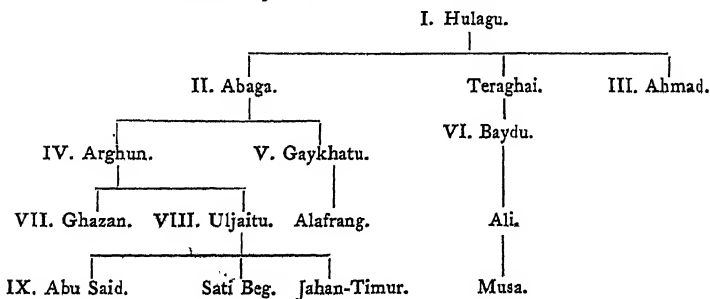 I. Hulagu.
II. Abaga. Teraghai. III. Ahmad.
VI. Baydu.
IV. Arghun. V. Gaykhatu.
VII. Ghazan. VIII. Uljaitu. Alafrang. Ali.
IX. Abu Said. Satí Beg. Jahan-Timur. Musa.